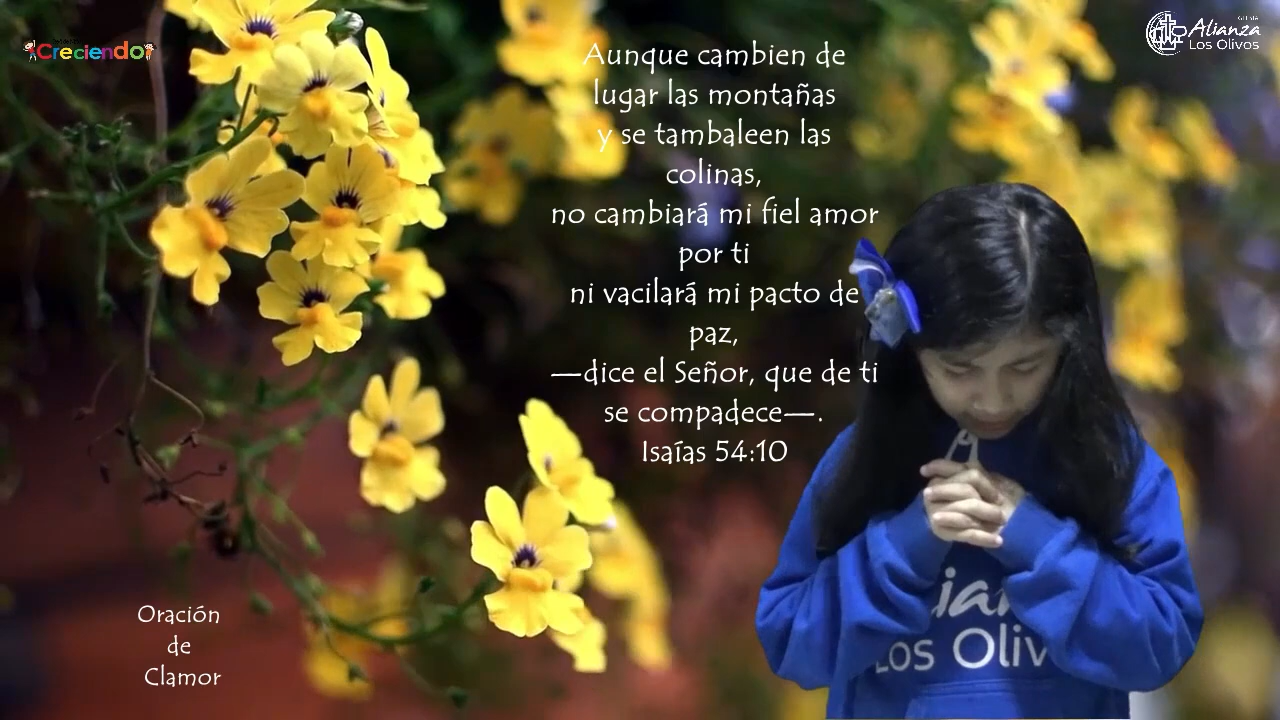 Creciendo
Alianza
Los Olivos
Aunque cambien de
lugar las montañas
y se tambaleen las
colinas,
no cambiará mi fiel amor
por ti
ni vacilará mi pacto de
paz,
—dice el Señor, que de ti
se compadece—.
Isaías 54:10
Oración
de
Clamor
Los Oliv